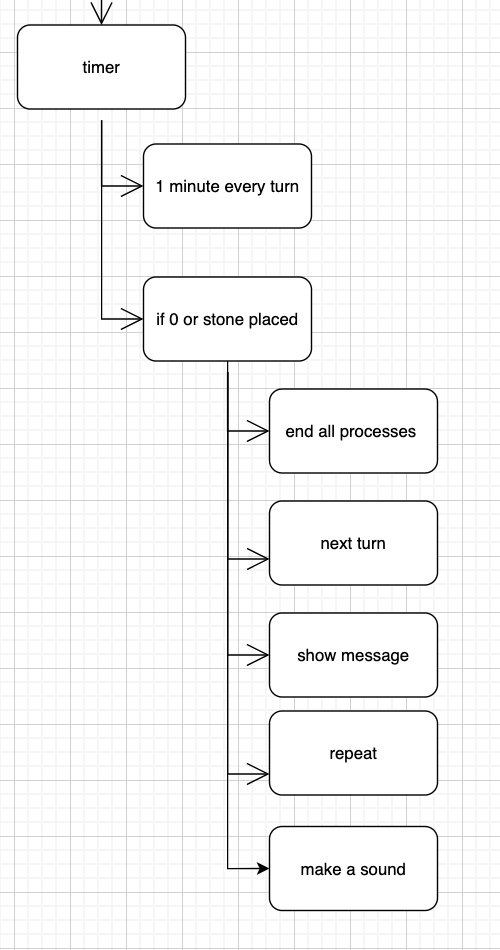 timer
1 minute every turn
if 0 or stone placed
end all processes
next turn
show message
repeat
make a sound